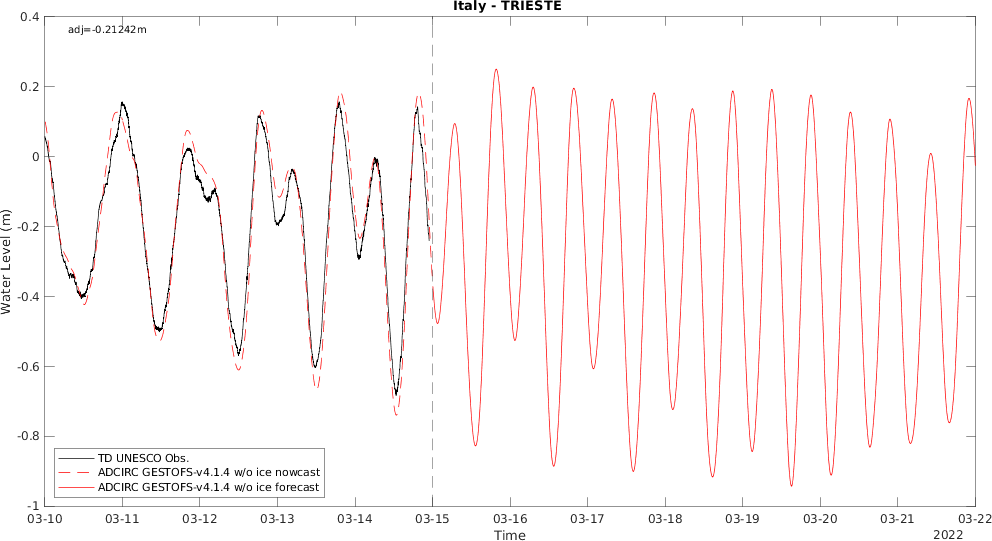 Italy - TRIESTE
adj=-0.21242m
0.4
0.2
0
-0.2
-0.4
-0.6
-0.8
-1
Water Level (m)
TD UNESCO Obs.
ADCIRC GESTOFS-v4.1.4 w/o ice nowcast
ADCIRC GESTOFS-v4.1.4 w/o ice forecast
03-10 03-11 03-12 03-13 03-14 03-15 03-16 03-17 03-18 03-19 03-20 03-21 03-22
Time
2022